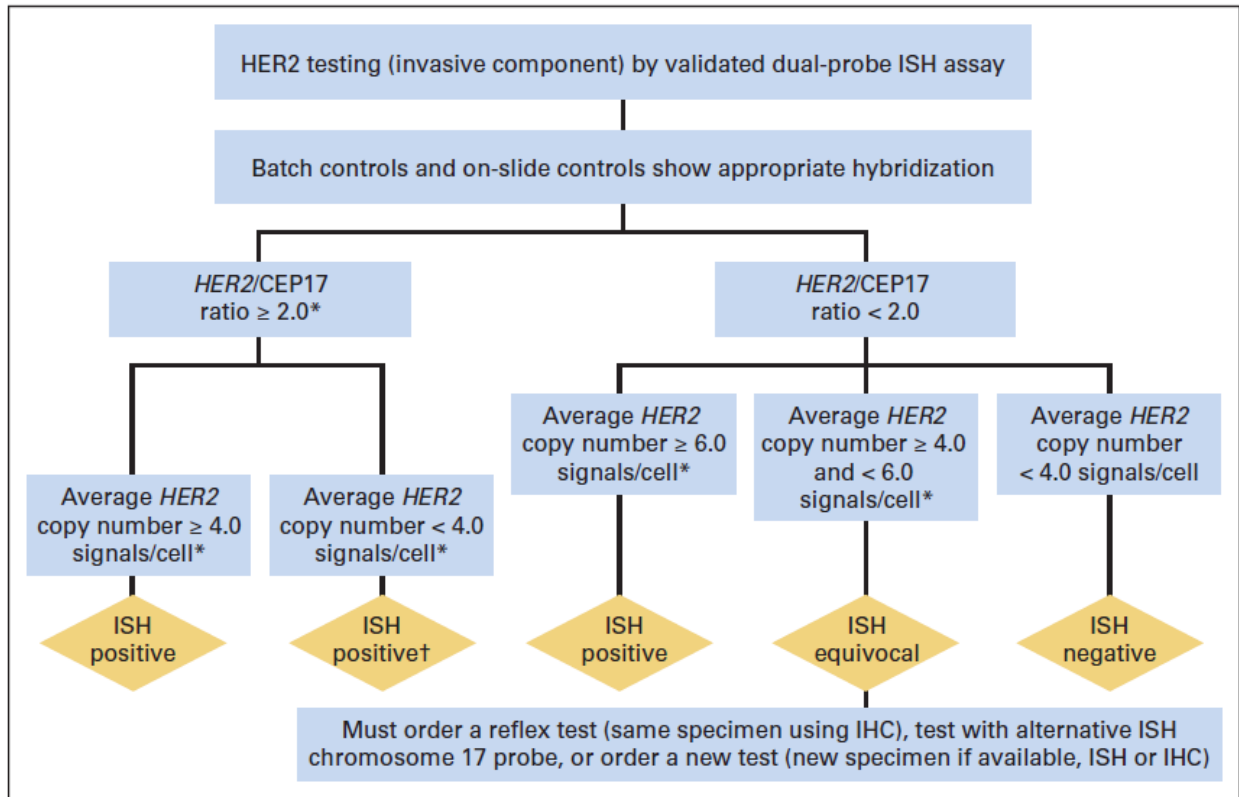 HER2 testing (invasive component) by validated dual-probe ISH assay
Batch controls and on-slide controls show appropriate hybridization
HER2/CEP17
ratio ≥ 2.0*
HER2/CEP17
ratio < 2.0
Average HER2
copy number ≥ 4.0
signals/cell*
Average HER2
copy number < 4.0
signals/cell*
Average HER2
copy number ≥ 6.0
signals/cell*
Average HER2
copy number ≥ 4.0
and < 6.0
signals/cell*
Average HER2
copy number
< 4.0 signals/cell
ISH
positive
ISH
positive†
ISH
positive
ISH
equivocal
ISH
negative
Must order a reflex test (same specimen using IHC), test with alternative ISH
chromosome 17 probe, or order a new test (new specimen if available, ISH or IHC)